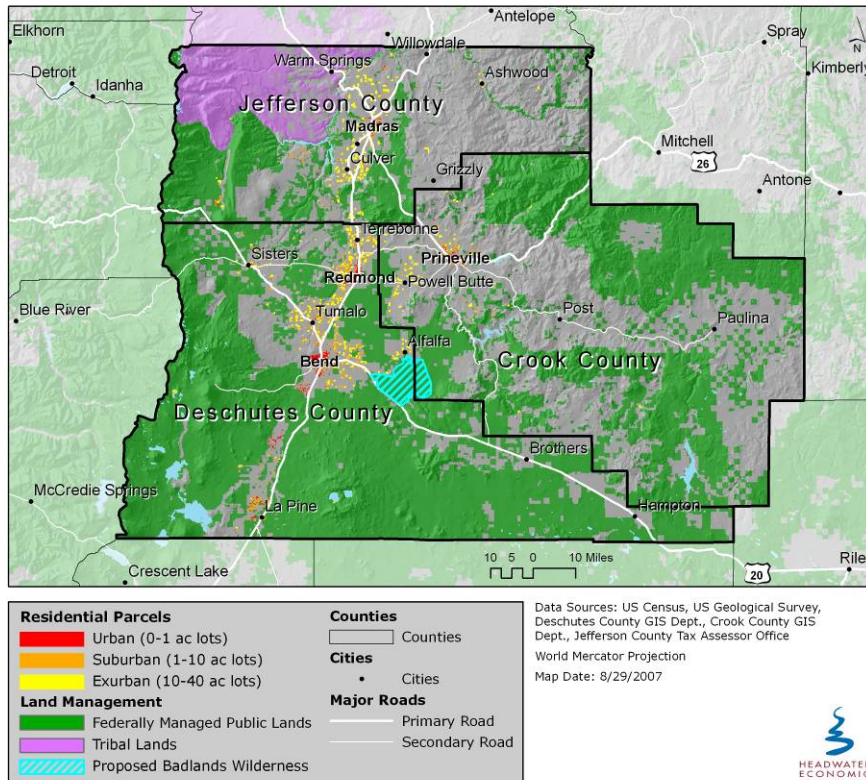 Antelope
Elkhorn
Willowdale
Spray
N
Detroit
Idanha
Warm Springs
Ashwood
Kimberly
Jefferson County
Madras
Mitchell
Culver
Grizzly
26
Antone
Terrebonne
Sisters
Prineville
Redmond
Powell Butte
Blue River
Tumalo
Post
Paulina
Alfalfa
Bend
Crook County
Deschutes County
Brothers
McCredie Springs
La Pine
Hampton
10 5 0 10 Miles
Crescent Lake
20
Rile
Residential Parcels
Urban (0-1 ac lots)
Suburban (1-10 ac lots)
Exurban (10-40 ac lots)
Land Management
Federally Managed Public Lands
Tribal Lands
Proposed Badlands Wilderness
Counties
Counties
Cities
Cities
Major Roads
Primary Road
Secondary Road
Data Sources: US Census, US Geological Survey,
Deschutes County GIS Dept., Crook County GIS
Dept., Jefferson County Tax Assessor Office
World Mercator Projection
Map Date: 8/29/2007
HEADWATER
ECONOMIC